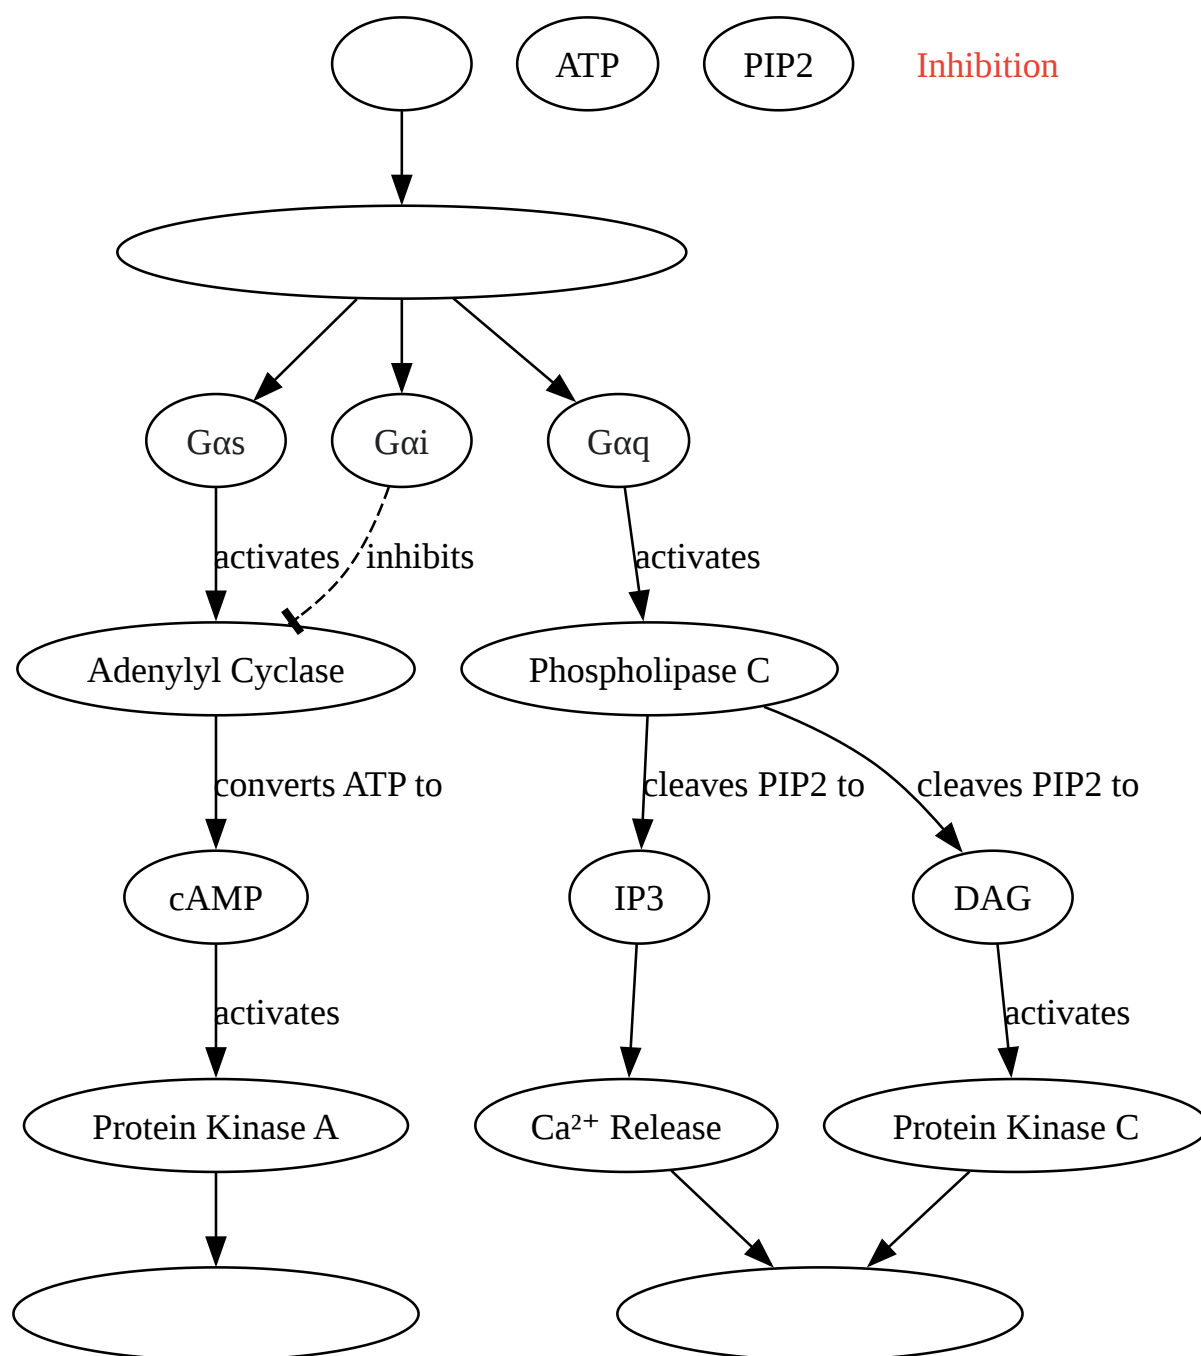 ATP
PIP2
Inhibition
Gαs
Gαi
Gαq
activates
inhibits
activates
Adenylyl Cyclase
Phospholipase C
converts ATP to
cleaves PIP2 to
cleaves PIP2 to
cAMP
IP3
DAG
activates
activates
Protein Kinase A
Ca²⁺ Release
Protein Kinase C